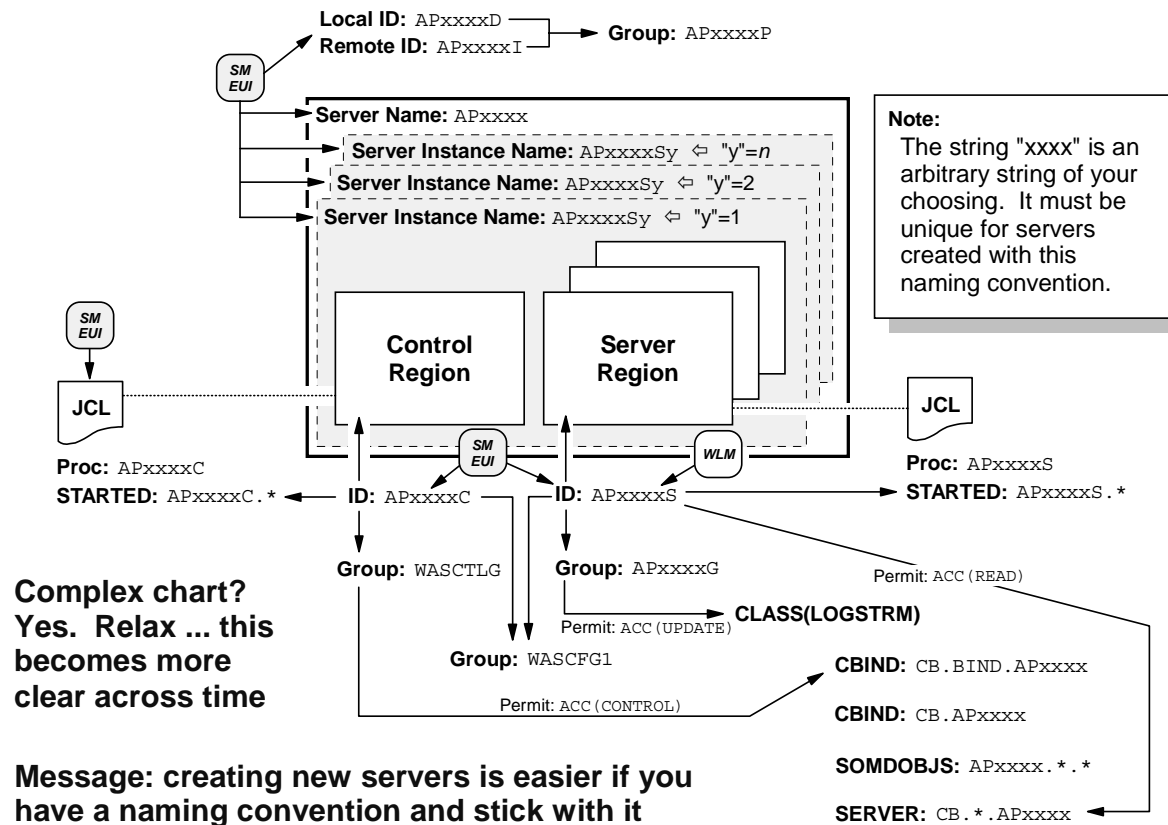 Local ID: APxxxxD
Remote ID: APxxxxI
Group: APxxxxP
SM
EUI
Server Name: APxxxx
Server Instance Name: APxxxxSy ⇦ "y"=n
Server Instance Name: APxxxxSy ⇦ "y"=2
Server Instance Name: APxxxxSy ⇦ "y"=1
Note:
The string "xxxx" is an
arbitrary string of your
choosing. It must be
unique for servers
created with this
naming convention.
SM
EUI
Control
Region
Server
Region
JCL
JCL
SM
EUI
WLM
Proc: APxxxxC
STARTED: APxxxxC.*
ID: APxxxxC
ID: APxxxxS
Proc: APxxxxS
STARTED: APxxxxS.*
Group: WASCTLG
Group: APxxxxG
Permit: ACC(READ)
Permit: ACC(UPDATE)
CLASS(LOGSTRM)
Group: WASCFG1
Complex chart?
Yes. Relax ... this
becomes more
clear across time
Permit: ACC(CONTROL)
CBIND: CB.BIND.APxxxx
CBIND: CB.APxxxx
SOMDOBJS: APxxxx.*.*
SERVER: CB.*.APxxxx
Message: creating new servers is easier if you
have a naming convention and stick with it